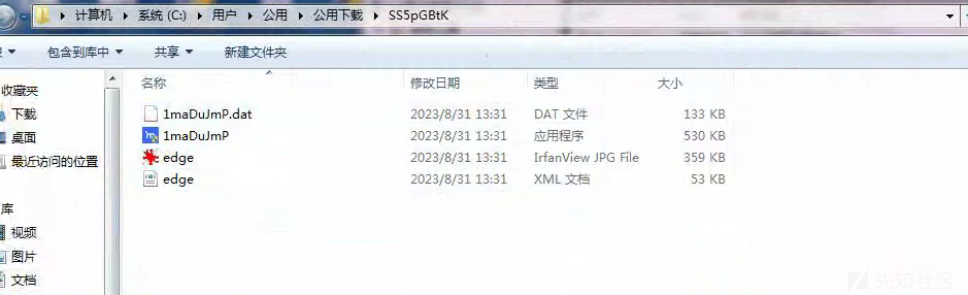 计算机 系统 (C:) 用户 公用 公用下载 SS5pGBtK
包含到库中 共享 新建文件夹
名称 修改日期 类型 大小
收藏夹
下载
桌面
最近访问的位置
库
视频
图片
文档
1maDuJmP.dat 2023/8/31 13:31 DAT 文件 133 KB
1maDuJmP 2023/8/31 13:31 应用程序 530 KB
edge 2023/8/31 13:31 IrfanView JPG File 359 KB
edge 2023/8/31 13:31 XML 文档 53 KB
先知社区